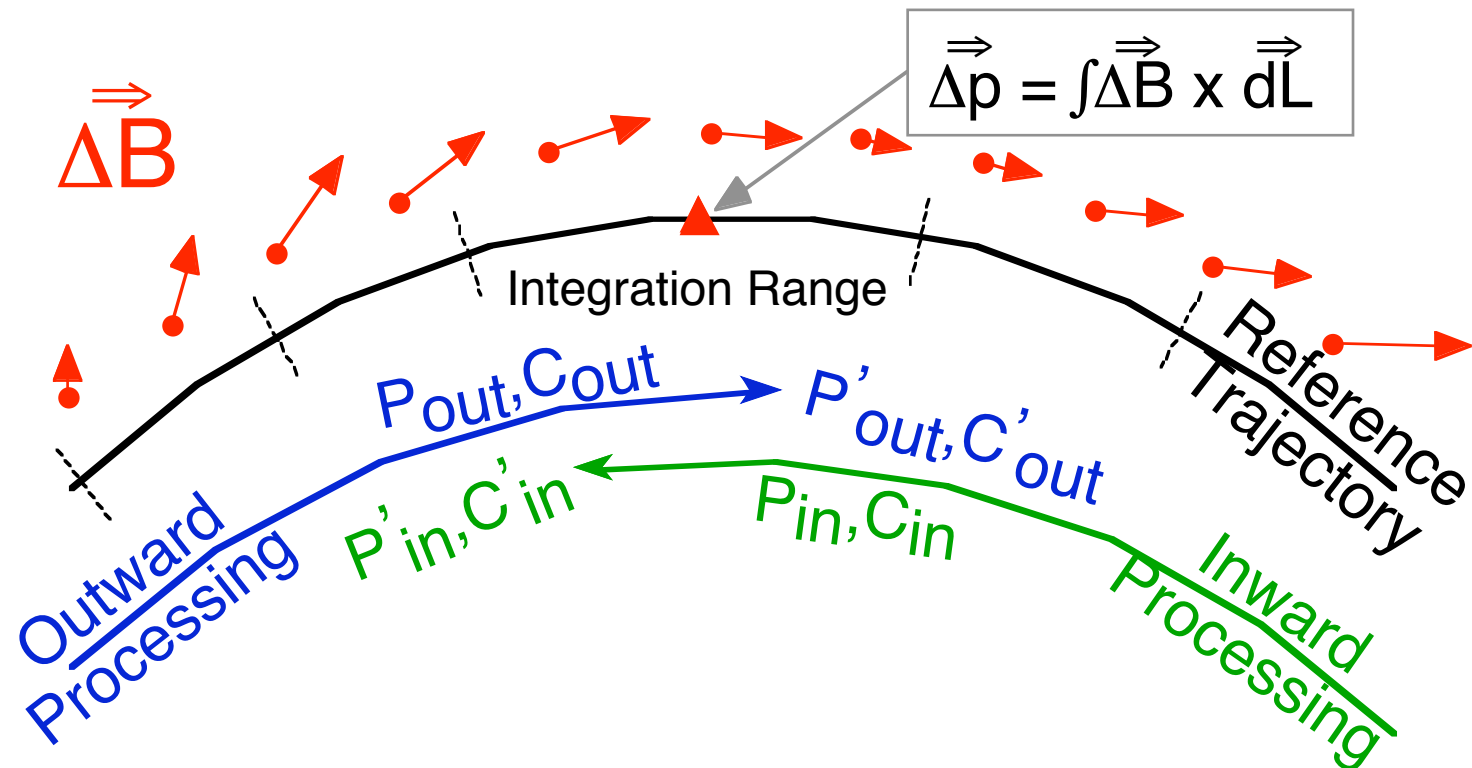 Δp = ∫ΔB x dL
ΔB
Integration Range
Reference
Trajectory
Pout,Cout
P'out,C'out
P'in,C'in
Pin,Cin
Outward
Processing
Inward
Processing